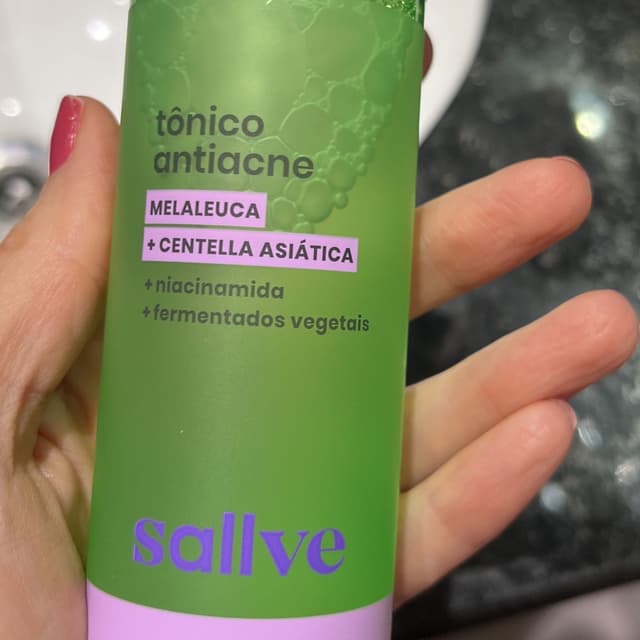 tônico
antiacne
MELALEUCA
+ CENTELLA ASIÁTICA
+ niacinamida
+ fermentados vegetais
sallve